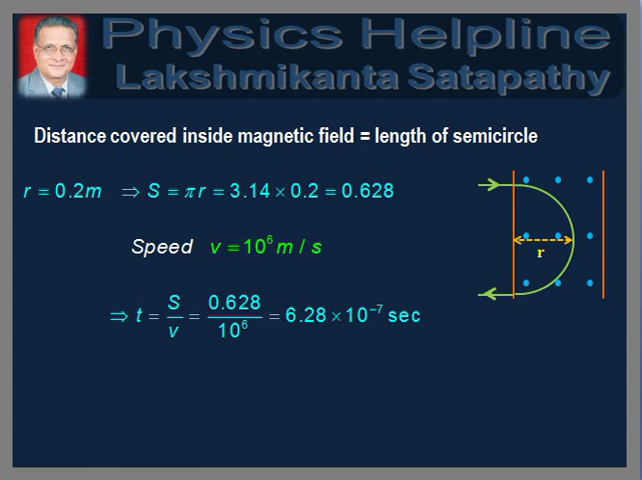 Physics Helpline
Lakshmikanta Satapathy
Distance covered inside magnetic field = length of semicircle
r = 0.2m ⇒ S = π r = 3.14 × 0.2 = 0.628
Speed v = 10⁶ m / s
⇒ t = S/v = 0.628/10⁶ = 6.28 × 10⁻⁷ sec
r